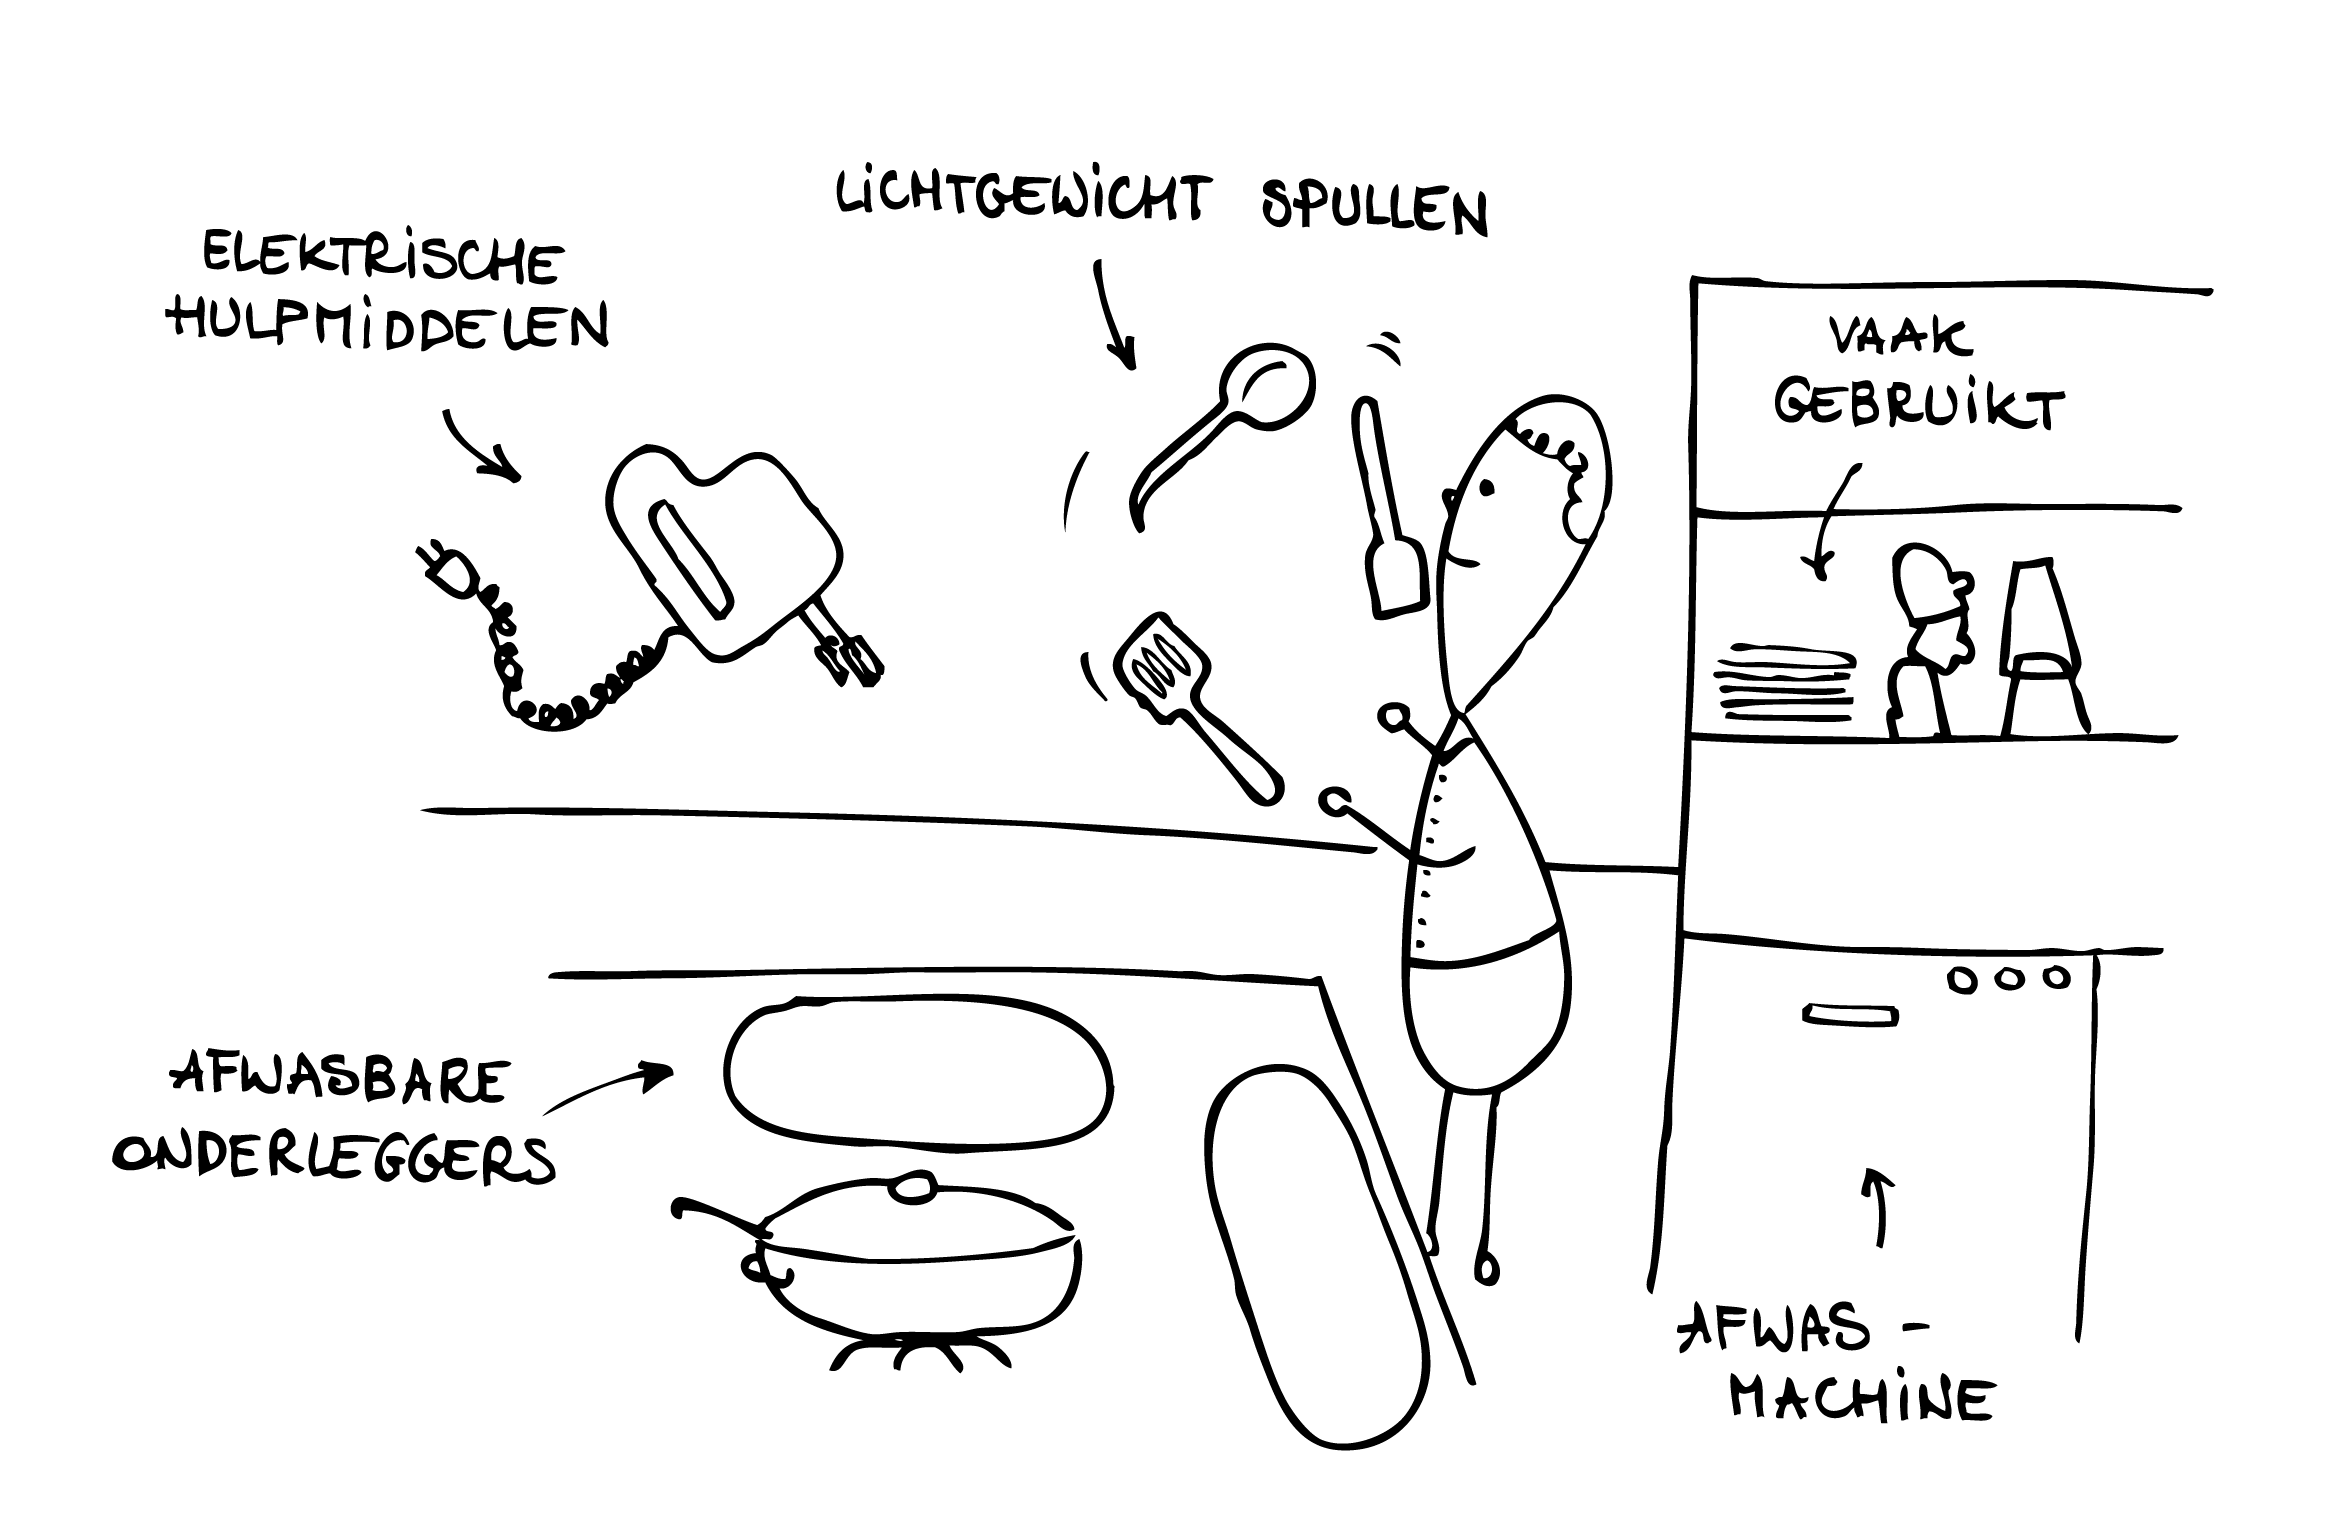 LICHTGEWICHT SPULLEN
ELEKTRISCHE
HULPMIDDELEN
VAAK
GEBRUIKT
AFWASBARE
ONDERLEGGERS
AFWAS-
MACHINE